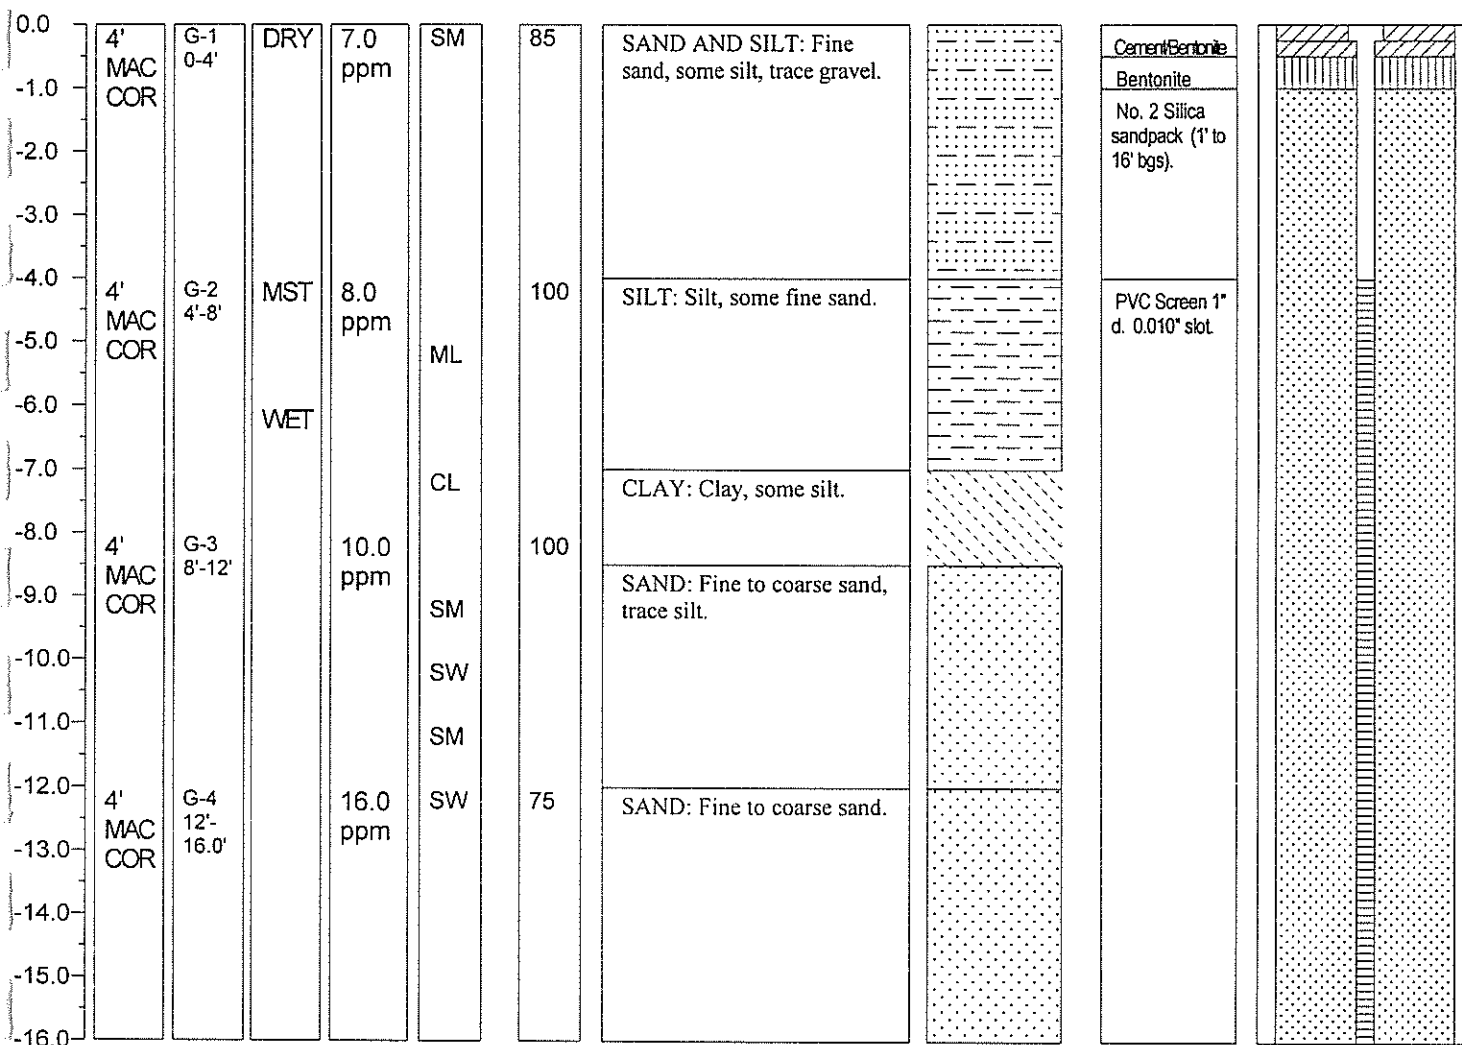 0.0
-1.0
-2.0
-3.0
-4.0
-5.0
-6.0
-7.0
-8.0
-9.0
-10.0
-11.0
-12.0
-13.0
-14.0
-15.0
-16.0
4'
MAC
COR
4'
MAC
COR
4'
MAC
COR
4'
MAC
COR
G-1
0-4'
G-2
4'-8'
G-3
8'-12'
G-4
12'-
16.0'
DRY
MST
WET
7.0
ppm
8.0
ppm
10.0
ppm
16.0
ppm
SM
ML
CL
SM
SW
SM
SW
85
100
100
75
SAND AND SILT: Fine
sand, some silt, trace gravel.
SILT: Silt, some fine sand.
CLAY: Clay, some silt.
SAND: Fine to coarse sand,
trace silt.
SAND: Fine to coarse sand.
Cement/Bentonite
Bentonite
No. 2 Silica
sandpack (1' to
16' bgs).
PVC Screen 1"
d. 0.010" slot.